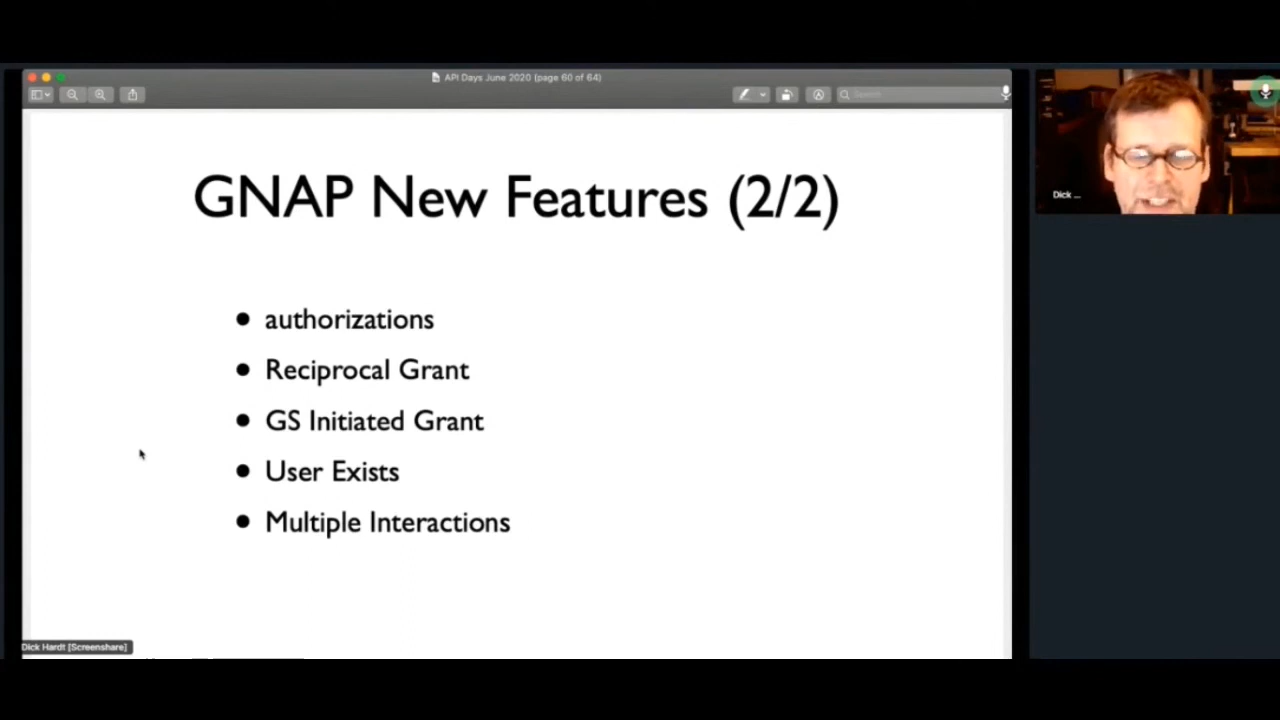 API Days June 2020 (page 60 of 64)
Search
GNAP New Features (2/2)
• authorizations
• Reciprocal Grant
• GS Initiated Grant
• User Exists
• Multiple Interactions
Dick ...
Dick Hardt [Screenshare]